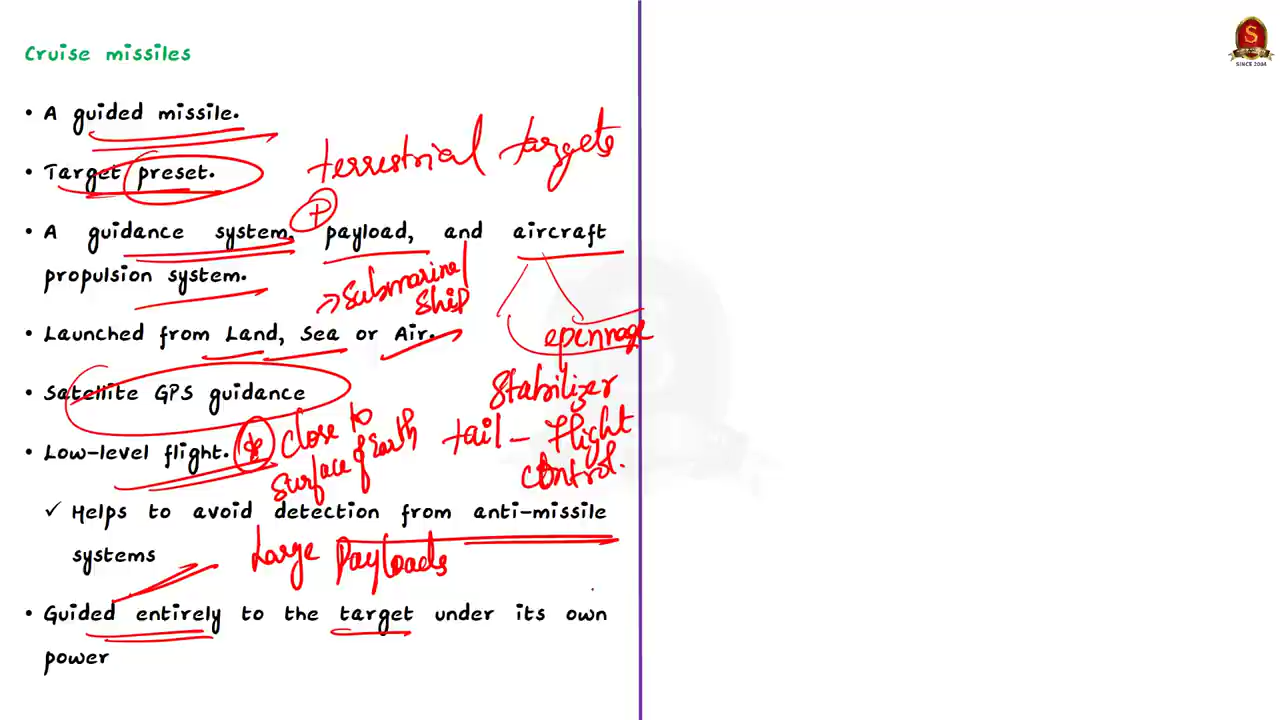 Cruise missiles
• A guided missile.
terrestrial targets
• Target preset.
• A guidance system, payload, and aircraft
propulsion system.
→ Submarine/
Ship
• Launched from Land, Sea or Air.
epennage
• Satellite GPS guidance
Stabilizer
• Low-level flight.
* close to
surface of Earth
tail - flight
control.
✓ Helps to avoid detection from anti-missile
systems
Large Payloads
• Guided entirely to the target under its own
power
S
SINCE 2004